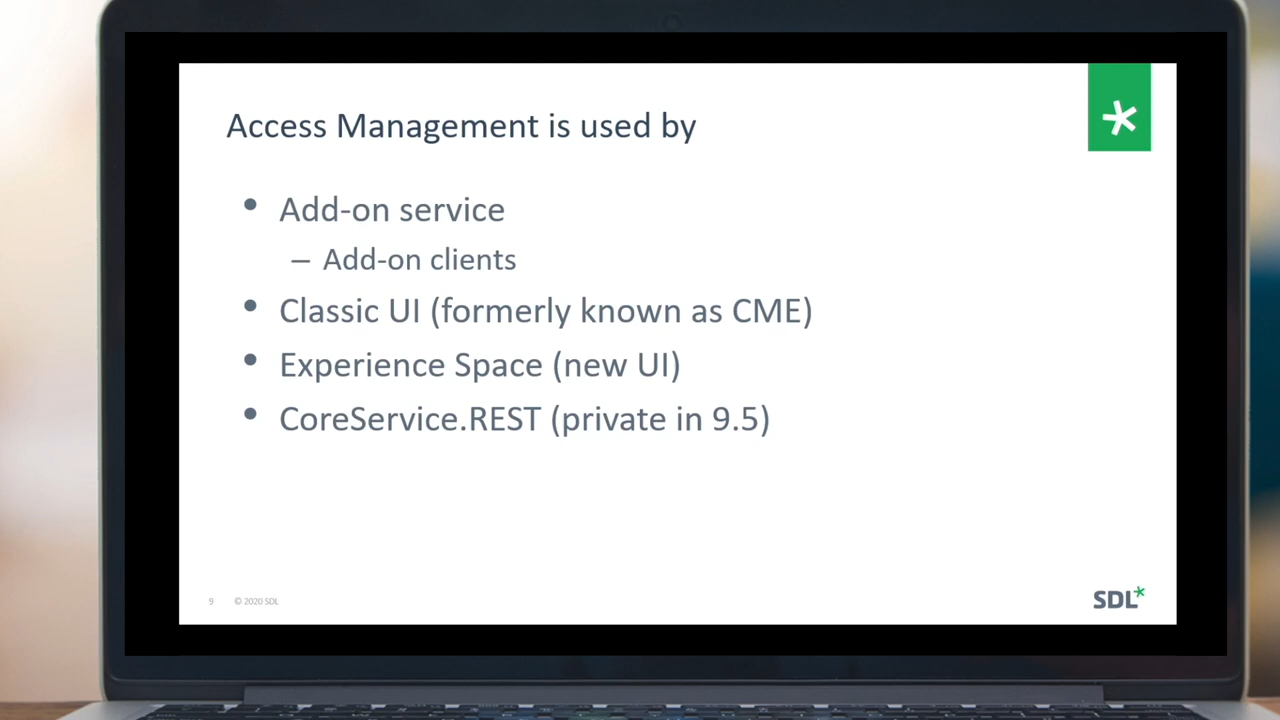 Access Management is used by
• Add-on service
– Add-on clients
• Classic UI (formerly known as CME)
• Experience Space (new UI)
• CoreService.REST (private in 9.5)
9 © 2020 SDL
SDL*